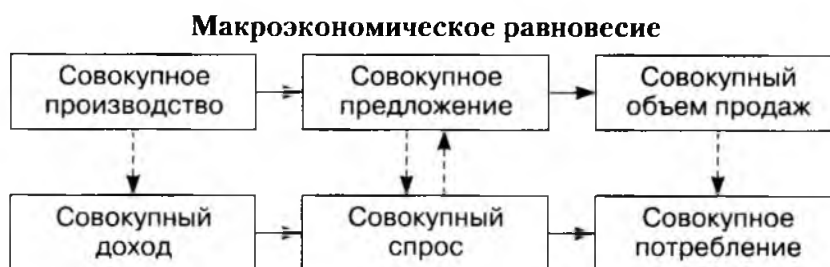 Макроэкономическое равновесие
Совокупное
производство
Совокупное
предложение
Совокупный
объем продаж
Совокупный
доход
Совокупный
спрос
Совокупное
потребление